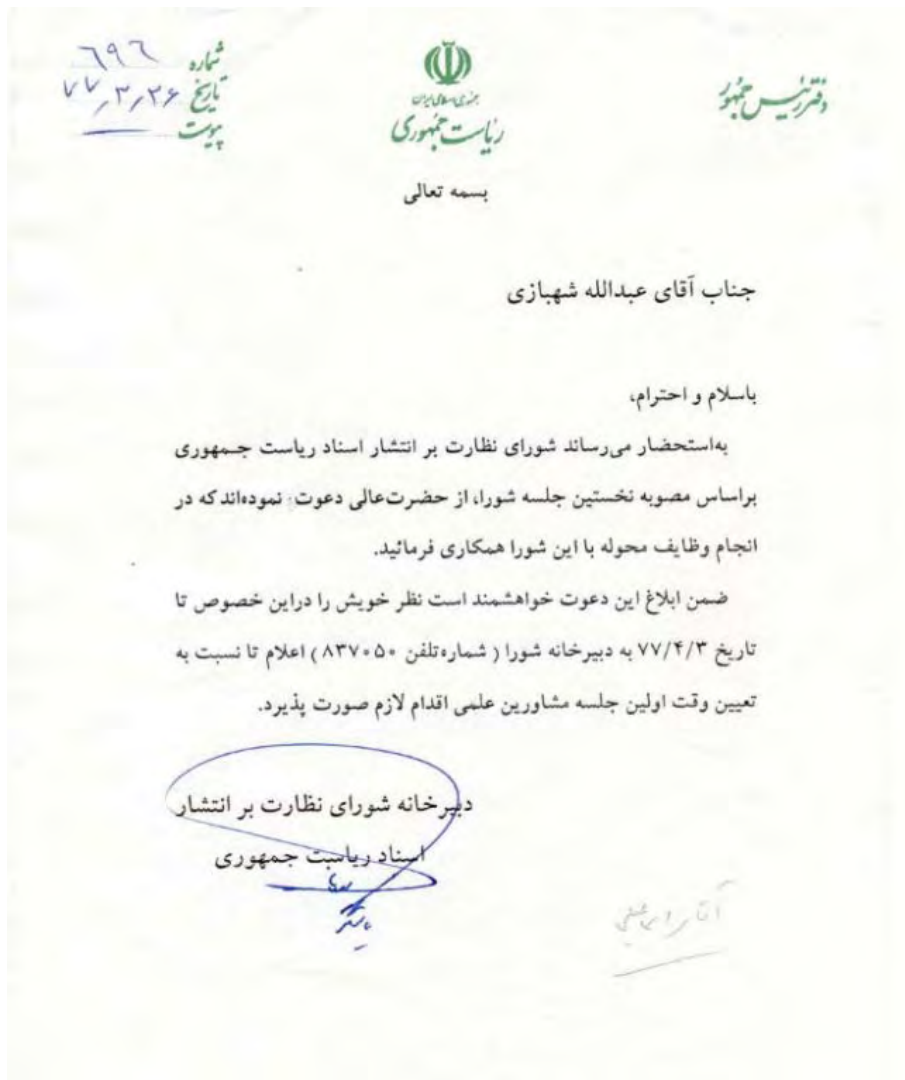 دفتر رئیس جمهور
جمهوری اسلامی ایران
ریاست جمهوری
شماره ٦٩٦
تاریخ ۷۷٫۳٫۲۶
پیوست
بسمه تعالی
جناب آقای عبدالله شهبازی
باسلام و احترام،
به‌استحضار می‌رساند شورای نظارت بر انتشار اسناد ریاست جمهوری
براساس مصوبه نخستین جلسه شورا، از حضرت‌عالی دعوت نموده‌اند که در
انجام وظایف محوله با این شورا همکاری فرمائید.
ضمن ابلاغ این دعوت خواهشمند است نظر خویش را دراین خصوص تا
تاریخ ۷۷/۴/۳ به دبیرخانه شورا ( شماره تلفن ۸۳۷۰۵۰ ) اعلام تا نسبت به
تعیین وقت اولین جلسه مشاورین علمی اقدام لازم صورت پذیرد.
دبیرخانه شورای نظارت بر انتشار
اسناد ریاست جمهوری